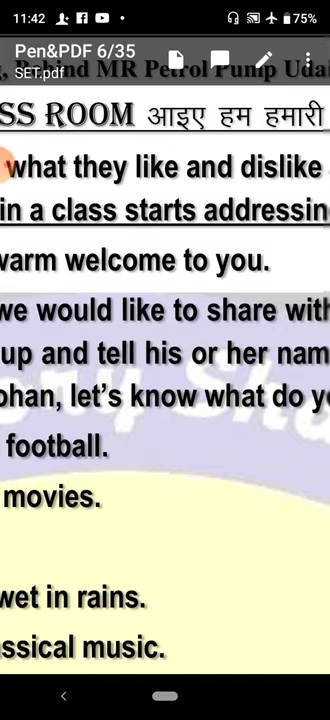 11:42
75%
Pen&PDF 6/35
SET.pdf
Behind MR Petrol Pump Udai
SS ROOM आइए हम हमारी
what they like and dislike
in a class starts addressin
warm welcome to you.
we would like to share with
up and tell his or her nam
ohan, let's know what do y
football.
movies.
wet in rains.
ssical music.